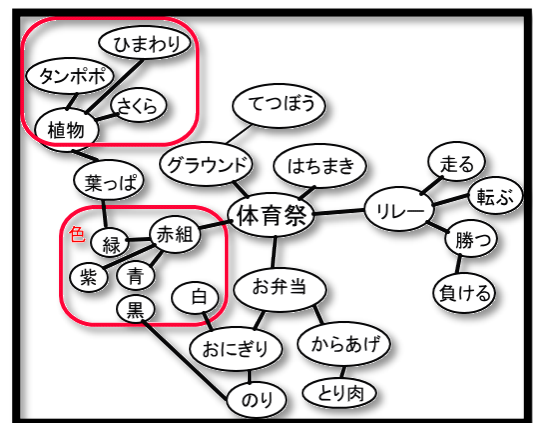 ひまわり
タンポポ
さくら
植物
てつぼう
葉っぱ
グラウンド
はちまき
走る
転ぶ
体育祭
リレー
色
緑
赤組
勝つ
紫
青
お弁当
負ける
黒
白
おにぎり
からあげ
のり
とり肉